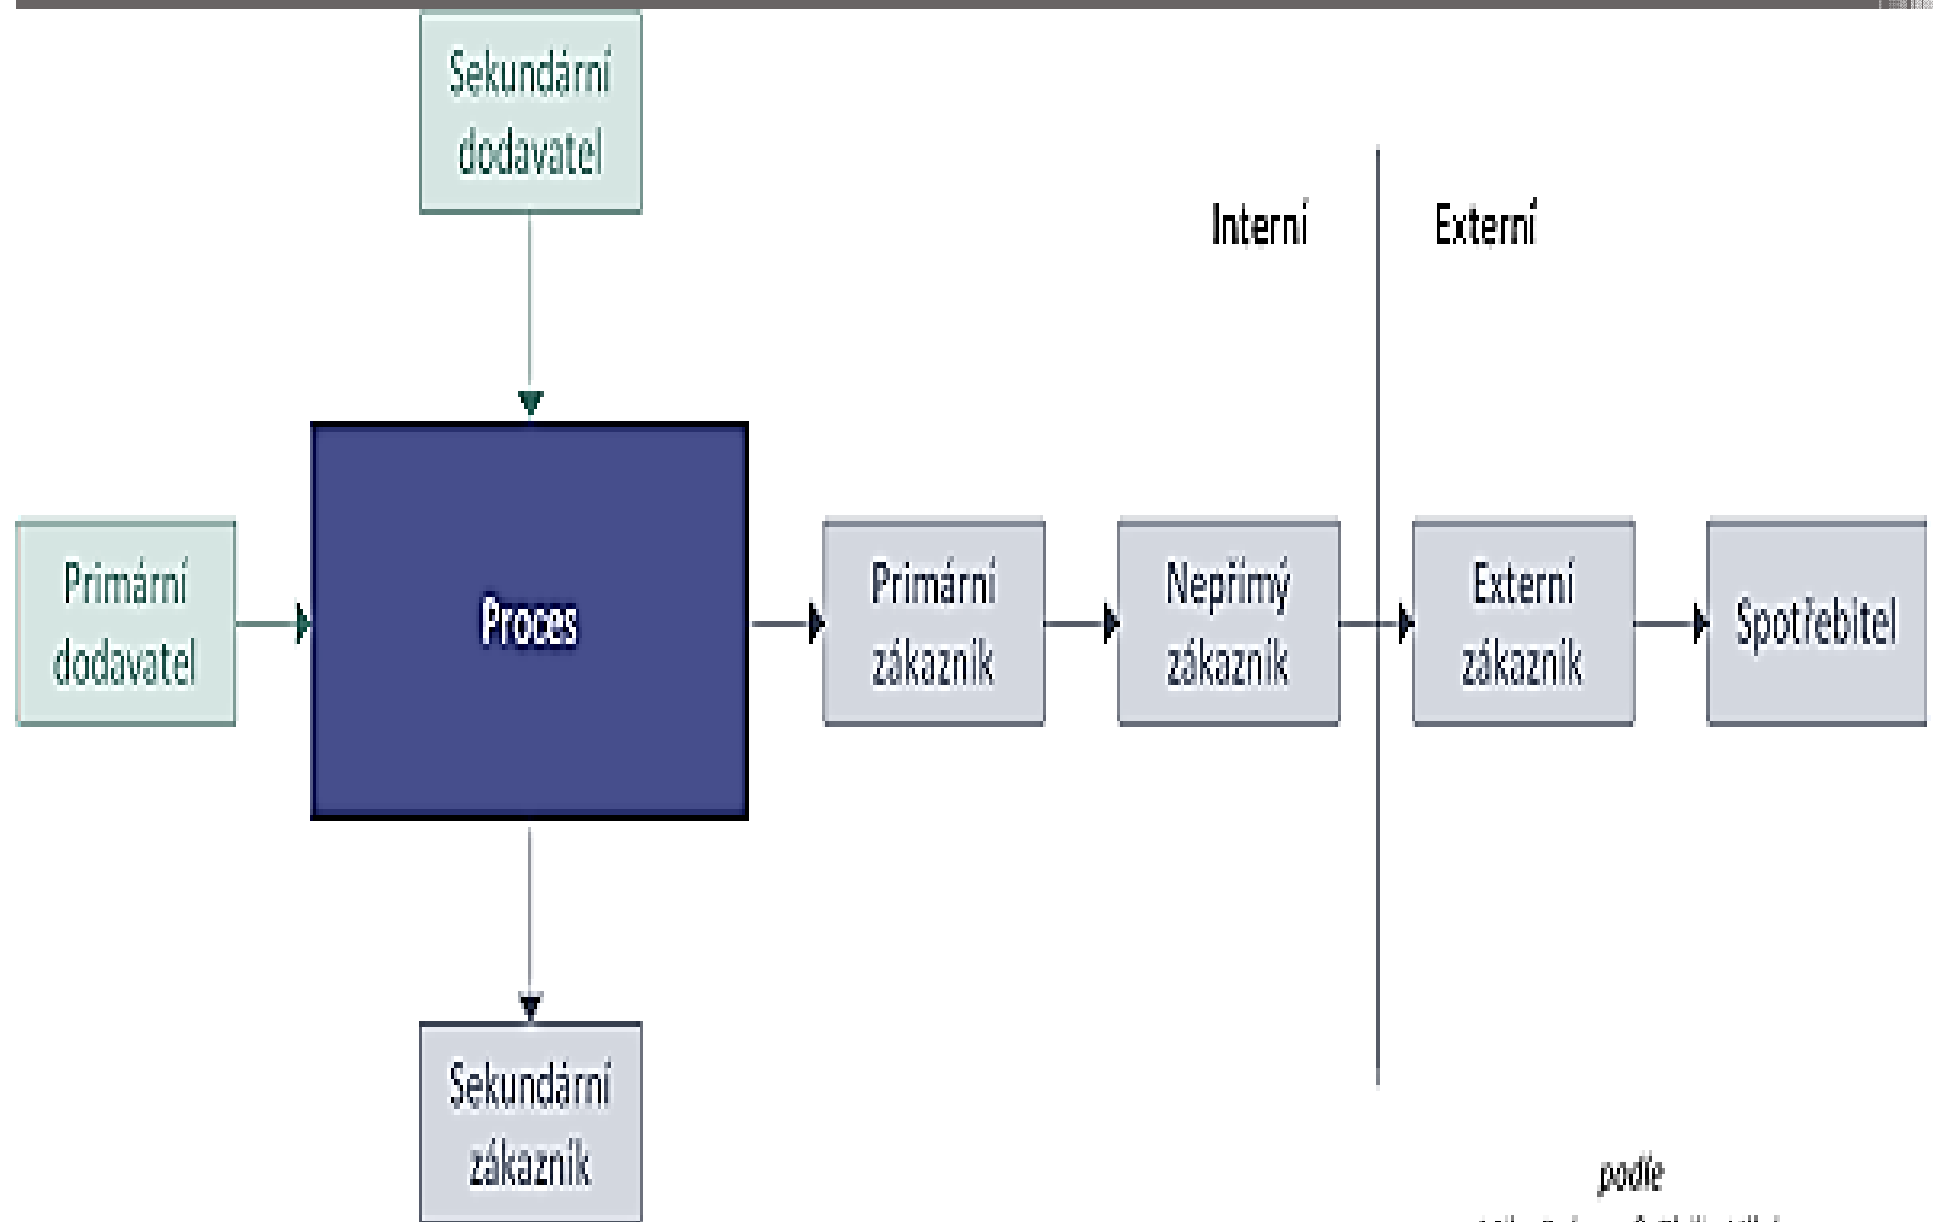 Sekundární
dodavatel
Interní
Externí
Primární
dodavatel
Proces
Primární
zákazník
Nepřímý
zákazník
Externí
zákazník
Spotřebitel
Sekundární
zákazník
podle